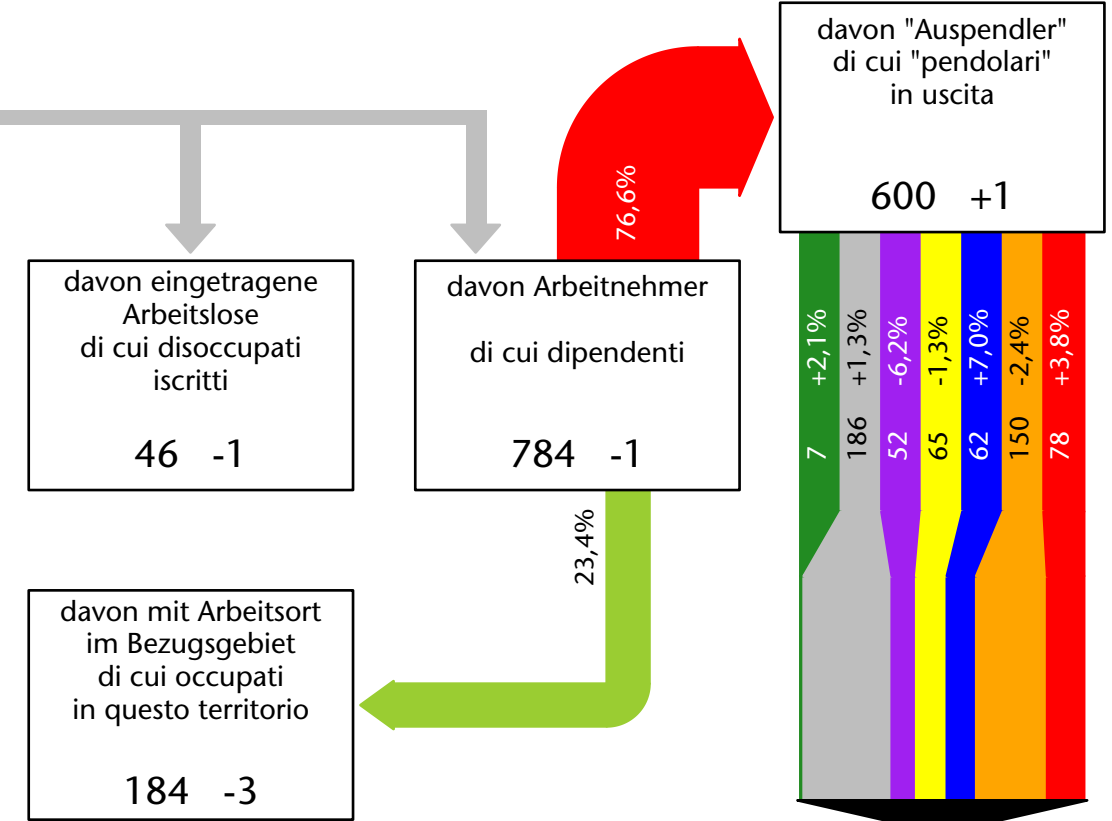 davon "Auspendler"
di cui "pendolari"
in uscita
600 +1
76,6%
davon eingetragene
Arbeitslose
di cui disoccupati
iscritti
46 -1
davon Arbeitnehmer
di cui dipendenti
784 -1
7 +2,1%
186 +1,3%
52 -6,2%
65 -1,3%
62 +7,0%
150 -2,4%
78 +3,8%
23,4%
davon mit Arbeitsort
im Bezugsgebiet
di cui occupati
in questo territorio
184 -3